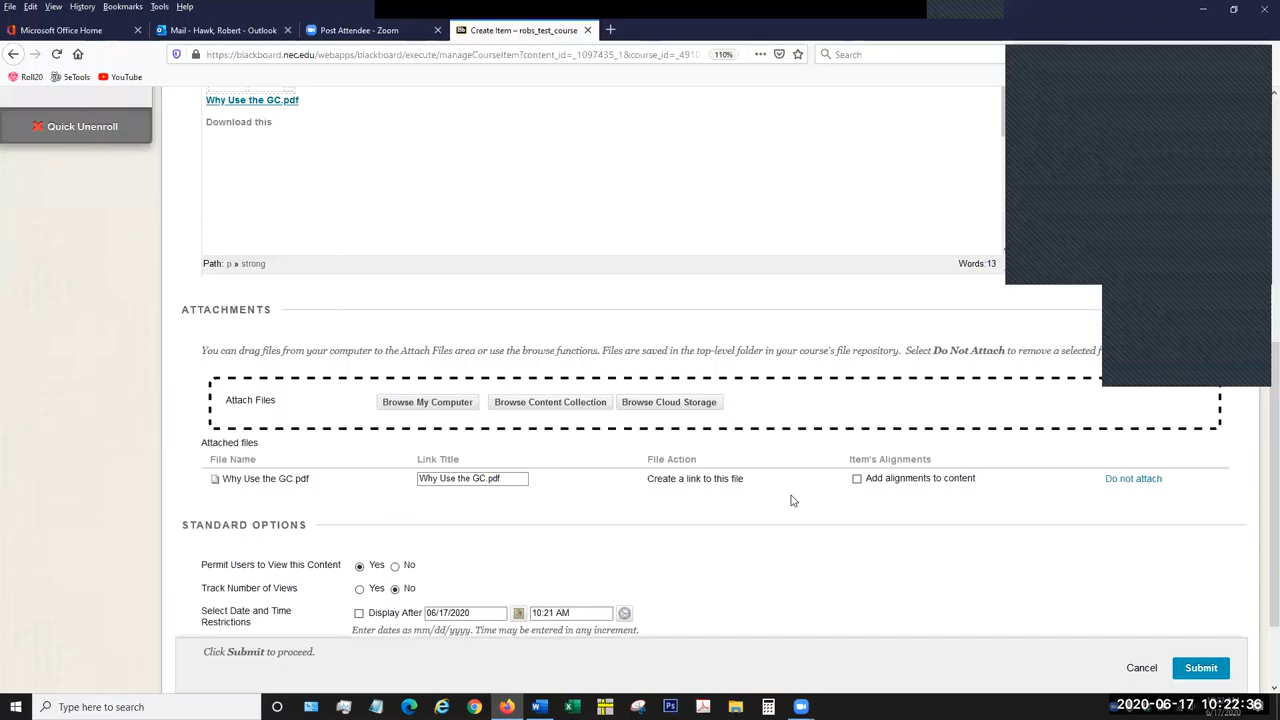 File Edit View History Bookmarks Tools Help
Microsoft Office Home
Mail - Hawk, Robert - Outlook
Post Attendee - Zoom
Create Item – robs_test_course
https://blackboard.nec.edu/webapps/blackboard/execute/manageCourseItem?content_id=_1097435_1&course_id=_4910
110%
Search
Roll20 5eTools YouTube
Quick Unenroll
Why Use the GC.pdf
Download this
Path: p » strong
Words:13
ATTACHMENTS
You can drag files from your computer to the Attach Files area or use the browse functions. Files are saved in the top-level folder in your course's file repository. Select Do Not Attach to remove a selected f
Attach Files Browse My Computer Browse Content Collection Browse Cloud Storage
Attached files
File Name Link Title File Action Item's Alignments
Why Use the GC.pdf Why Use the GC.pdf Create a link to this file Add alignments to content Do not attach
STANDARD OPTIONS
Permit Users to View this Content Yes No
Track Number of Views Yes No
Select Date and Time Restrictions Display After 06/17/2020 10:21 AM
Enter dates as mm/dd/yyyy. Time may be entered in any increment.
Click Submit to proceed.
Cancel Submit
Type here to search
2020-06-17 10:22:36